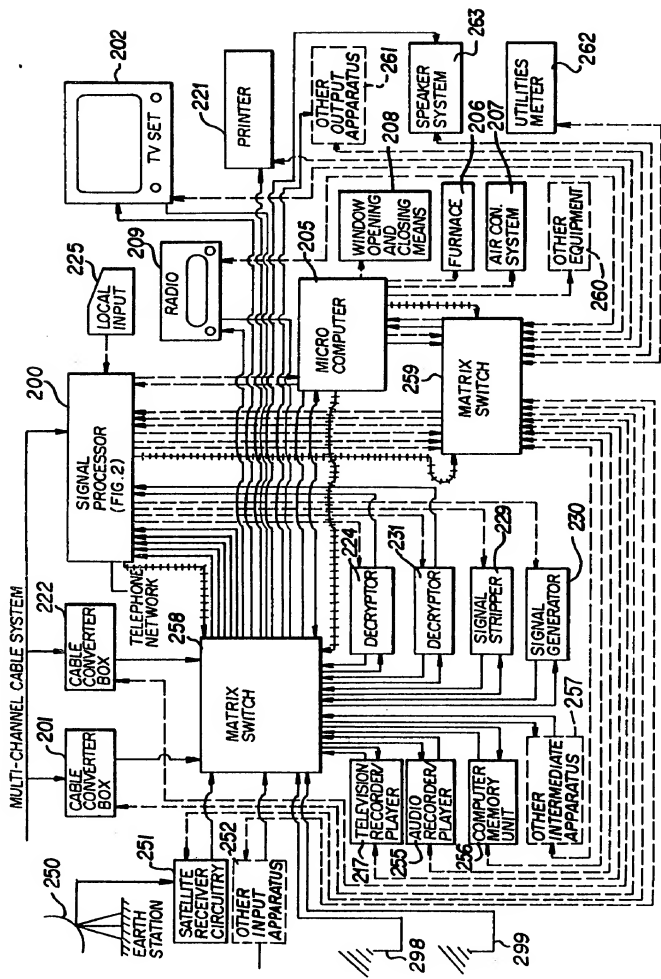 MULTI-CHANNEL CABLE SYSTEM
250
EARTH
STATION
251
SATELLITE
RECEIVER
CIRCUITRY
252
OTHER
INPUT
APPARATUS
201
CABLE
CONVERTER
BOX
222
CABLE
CONVERTER
BOX
TELEPHONE
NETWORK
200
SIGNAL
PROCESSOR
(FIG.2)
225
LOCAL
INPUT
209
RADIO
202
TV SET
221
PRINTER
OTHER
OUTPUT
APPARATUS
261
263
SPEAKER
SYSTEM
262
UTILITIES
METER
258
MATRIX
SWITCH
205
MICRO
COMPUTER
208
WINDOW
OPENING
AND
CLOSING
MEANS
206
FURNACE
207
AIR CON.
SYSTEM
OTHER
EQUIPMENT
260
259
MATRIX
SWITCH
224
DECRYPTOR
231
DECRYPTOR
229
SIGNAL
STRIPPER
230
SIGNAL
GENERATOR
217
TELEVISION
RECORDER/
PLAYER
255
AUDIO
RECORDER/
PLAYER
256
COMPUTER
MEMORY
UNIT
OTHER
INTERMEDIATE
APPARATUS
257
298
299